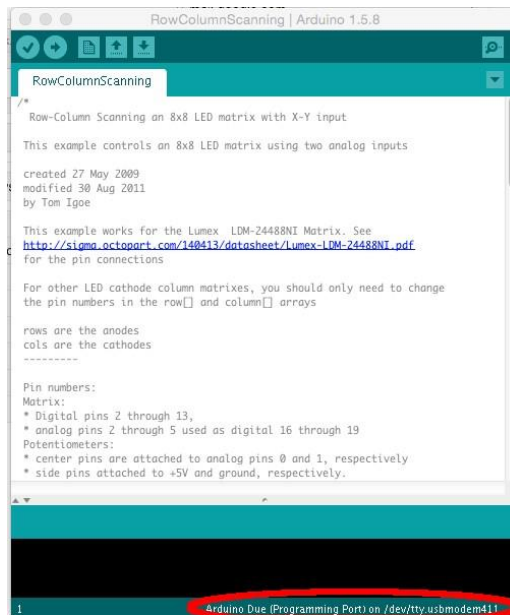 RowColumnScanning | Arduino 1.5.8
RowColumnScanning
/*
Row-Column Scanning an 8x8 LED matrix with X-Y input
This example controls an 8x8 LED matrix using two analog inputs
created 27 May 2009
modified 30 Aug 2011
by Tom Igoe
This example works for the Lumex  LDM-24488NI Matrix. See
http://sigma.octopart.com/140413/datasheet/Lumex-LDM-24488NI.pdf
for the pin connections
For other LED cathode column matrixes, you should only need to change
the pin numbers in the row[] and column[] arrays
rows are the anodes
cols are the cathodes
---------
Pin numbers:
Matrix:
* Digital pins 2 through 13,
* analog pins 2 through 5 used as digital 16 through 19
Potentiometers:
* center pins are attached to analog pins 0 and 1, respectively
* side pins attached to +5V and ground, respectively.
1
Arduino Due (Programming Port) on /dev/tty.usbmodem411